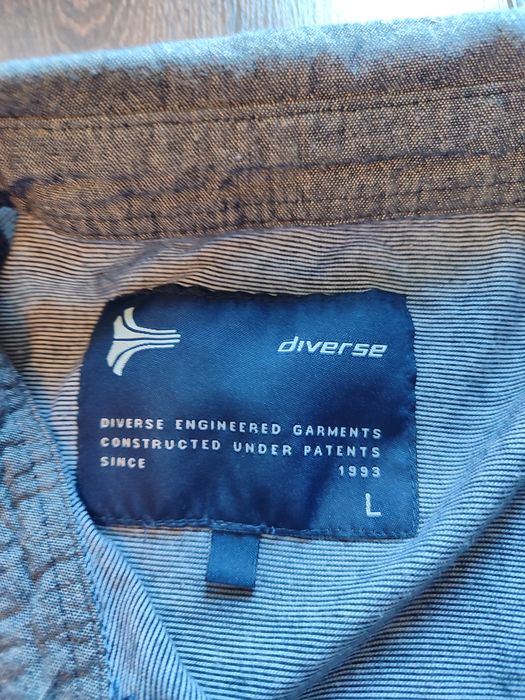 diverse
DIVERSE ENGINEERED GARMENTS
CONSTRUCTED UNDER PATENTS
SINCE 1993
L